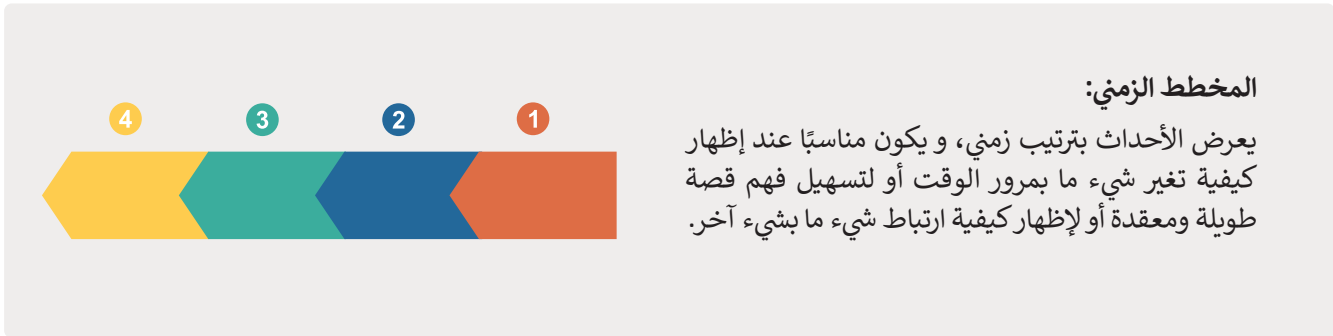 المخطط الزمني:
يعرض الأحداث بترتيب زمني، و يكون مناسبًا عند إظهار
كيفية تغير شيء ما بمرور الوقت أو لتسهيل فهم قصة
طويلة ومعقدة أو لإظهار كيفية ارتباط شيء ما بشيء آخر.
1
2
3
4